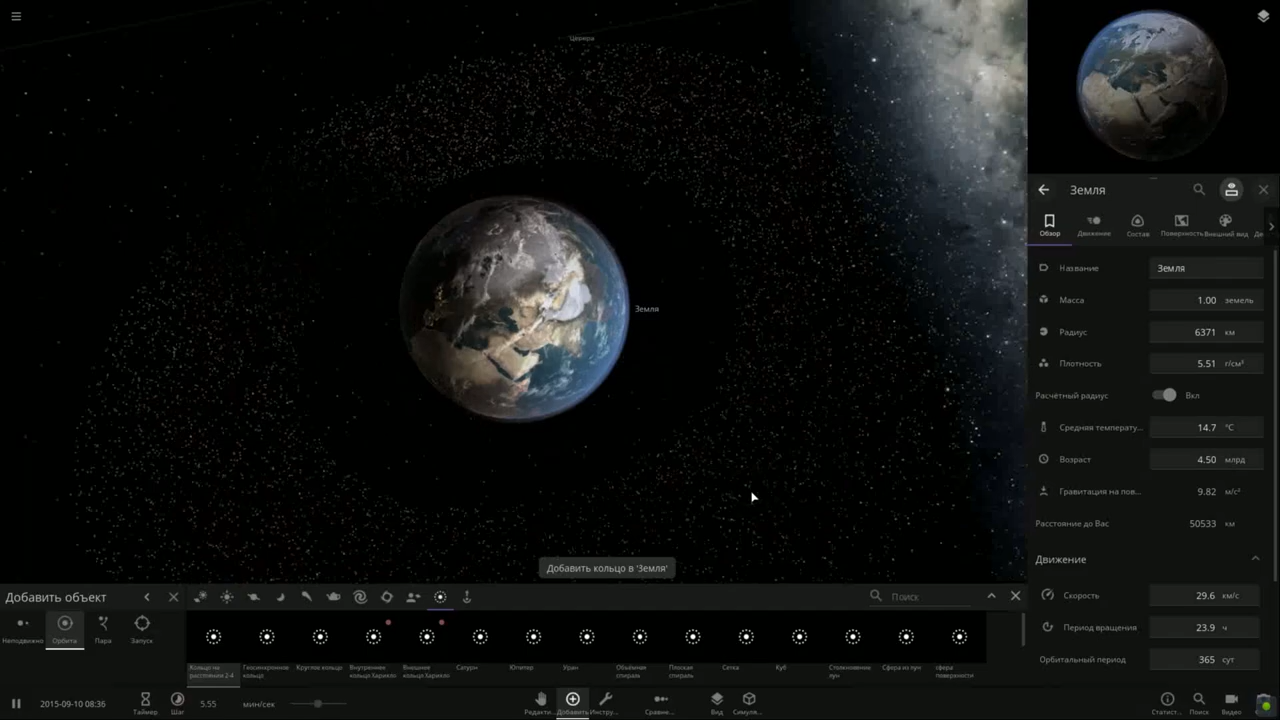 Церера
Земля
Добавить кольцо в 'Земля'
Земля
Обзор
Движение
Состав
Поверхность
Внешний вид
Название
Земля
Масса
1.00 земель
Радиус
6371 км
Плотность
5.51 г/см³
Расчётный радиус
Вкл
Средняя температу...
14.7 °C
Возраст
4.50 млрд
Гравитация на пов...
9.82 м/с²
Расстояние до Вас
50533 км
Движение
Скорость
29.6 км/с
Период вращения
23.9 ч
Орбитальный период
365 сут
Добавить объект
Поиск
Неподвижно
Орбита
Пара
Запуск
Кольцо на
расстоянии 2-4
Геосинхронное
кольцо
Круглое кольцо
Внутреннее
кольцо Харикло
Внешнее
кольцо Харикло
Сатурн
Юпитер
Уран
Объёмная
спираль
Плоская
спираль
Сетка
Куб
Столкновение
лун
Сфера из лун
сфера
поверхности
2015-09-10 08:36
Таймер
Шаг
5.55 мин/сек
Редакти...
Добавить
Инстру...
Сравне...
Вид
Симуля...
Статист...
Поиск
Видео